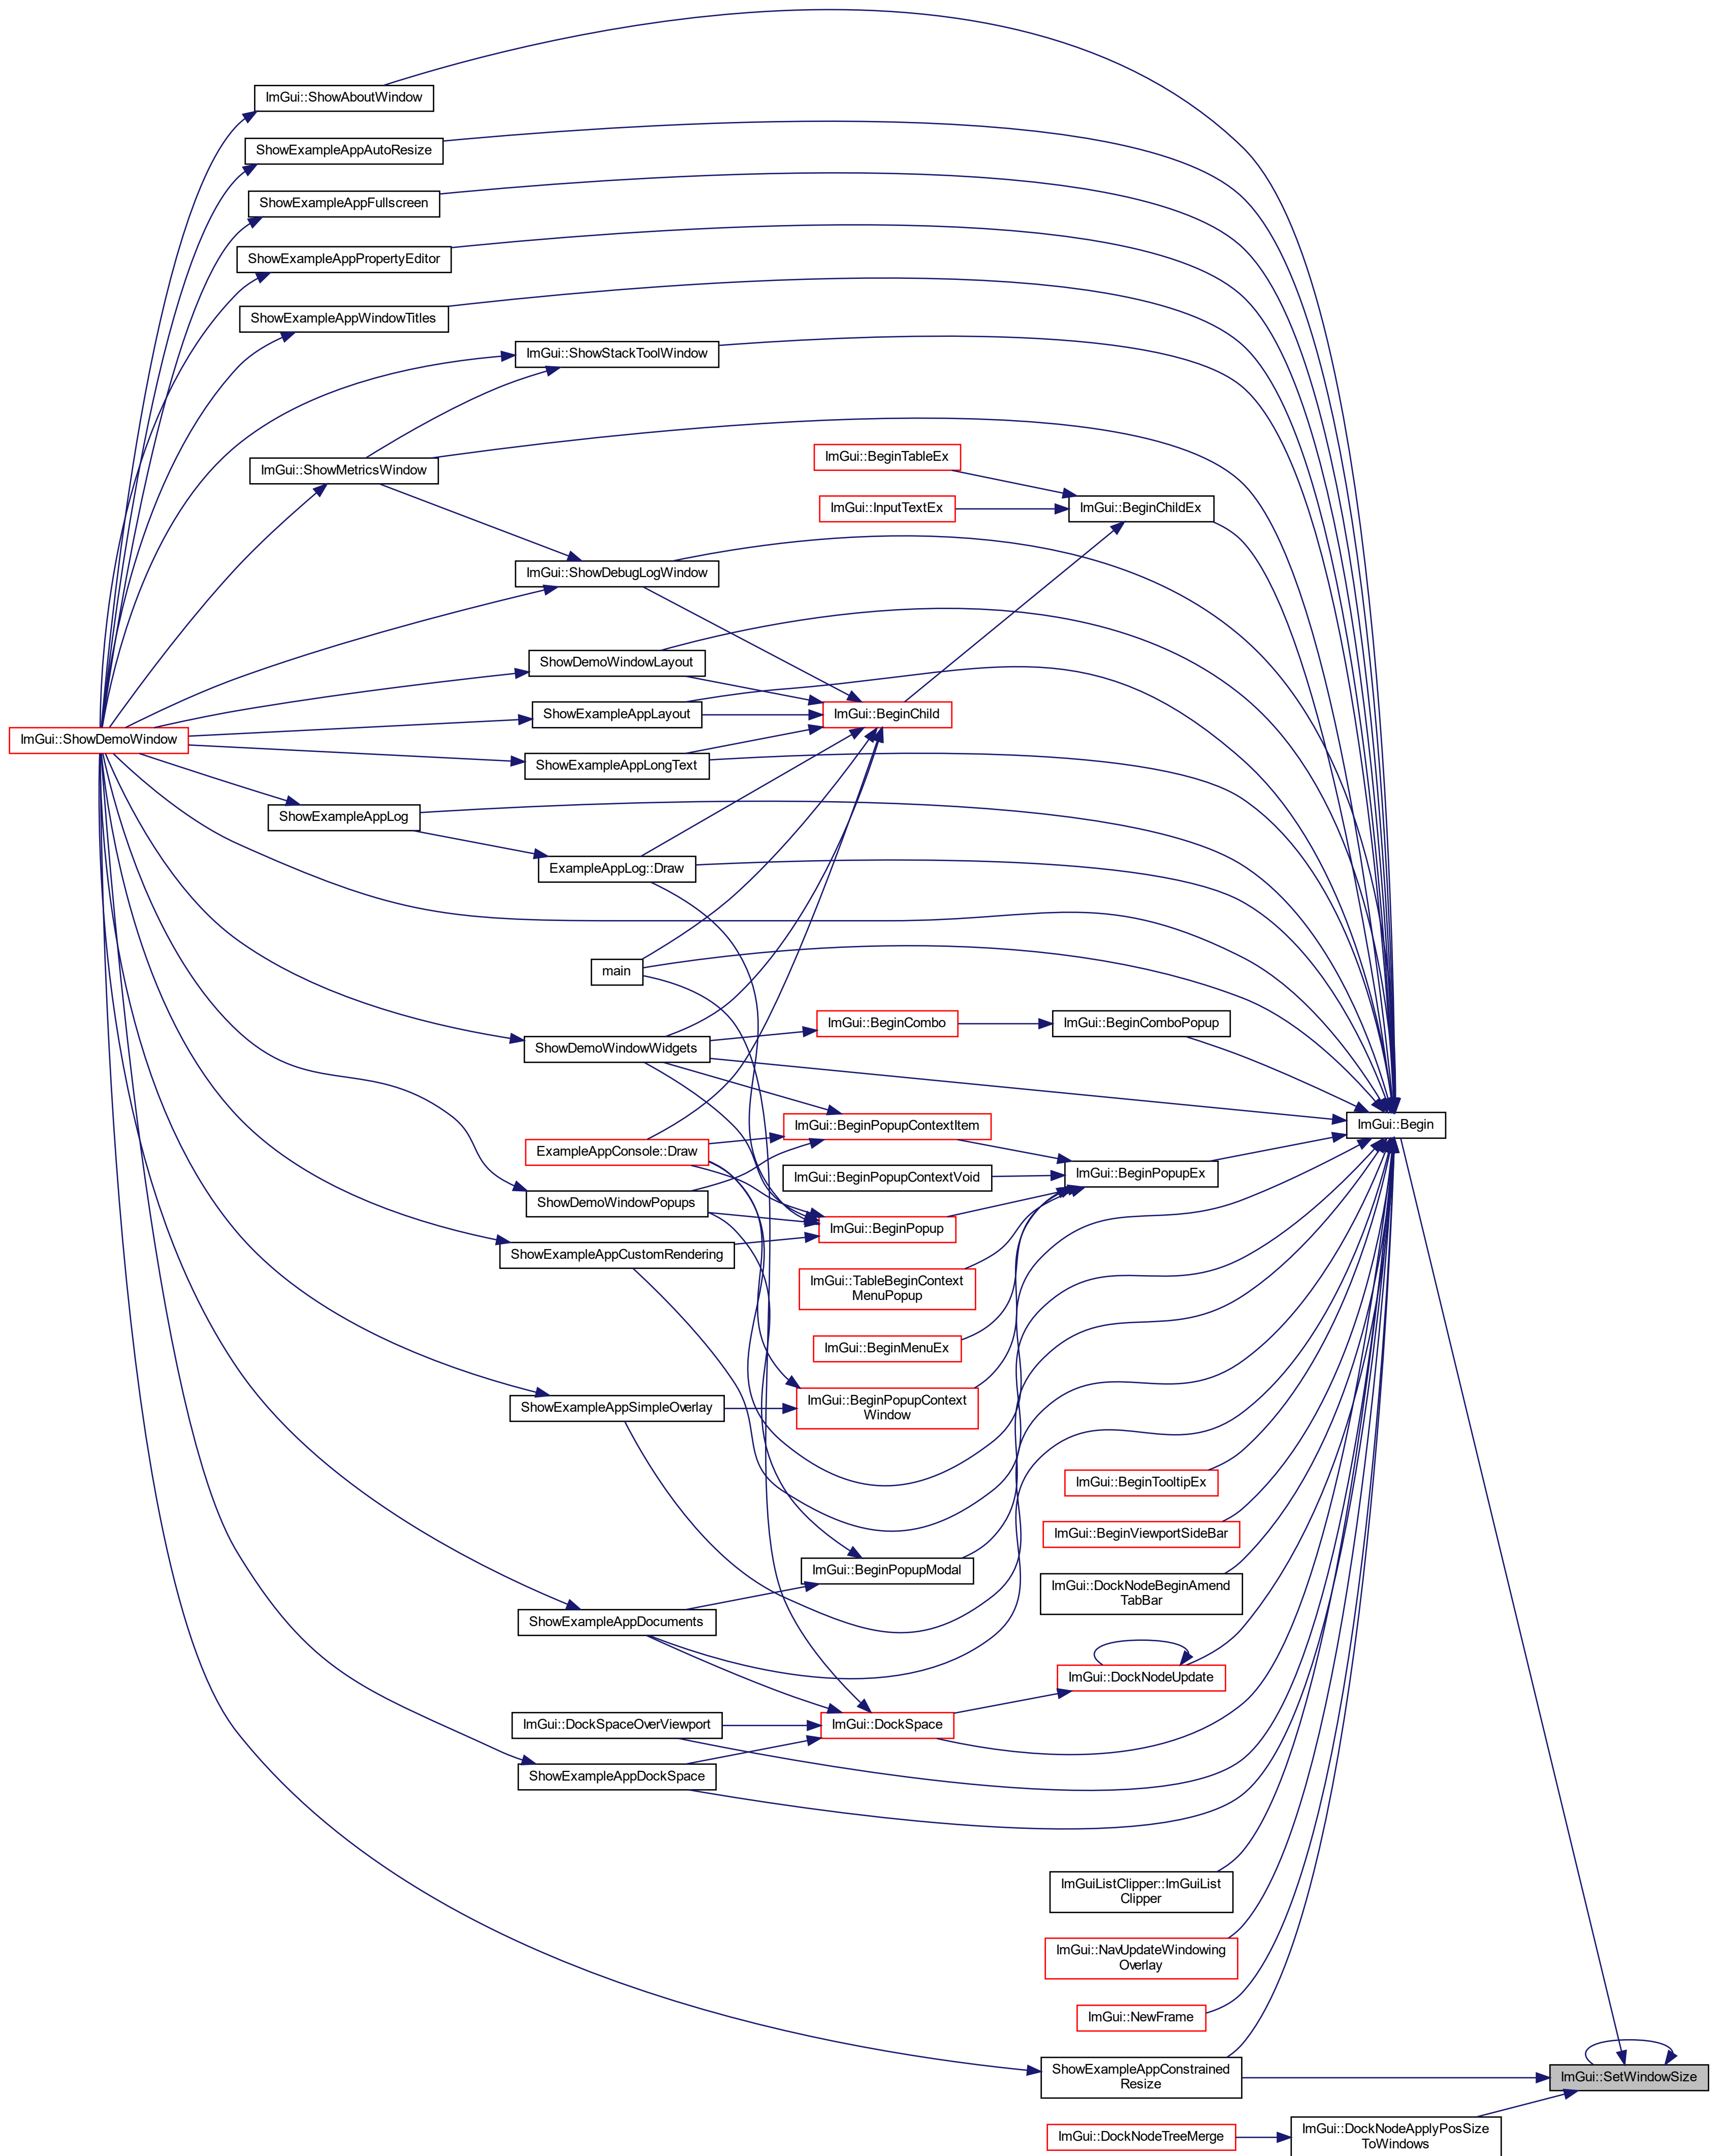 ImGui::ShowAboutWindow
ShowExampleAppAutoResize
ShowExampleAppFullscreen
ShowExampleAppPropertyEditor
ShowExampleAppWindowTitles
ImGui::ShowStackToolWindow
ImGui::BeginTableEx
ImGui::ShowMetricsWindow
ImGui::InputTextEx
ImGui::BeginChildEx
ImGui::ShowDebugLogWindow
ShowDemoWindowLayout
ShowExampleAppLayout
ImGui::BeginChild
ImGui::ShowDemoWindow
ShowExampleAppLongText
ShowExampleAppLog
ExampleAppLog::Draw
main
ImGui::BeginCombo
ImGui::BeginComboPopup
ShowDemoWindowWidgets
ImGui::BeginPopupContextItem
ImGui::Begin
ExampleAppConsole::Draw
ImGui::BeginPopupContextVoid
ImGui::BeginPopupEx
ShowDemoWindowPopups
ImGui::BeginPopup
ShowExampleAppCustomRendering
ImGui::TableBeginContext
MenuPopup
ImGui::BeginMenuEx
ShowExampleAppSimpleOverlay
ImGui::BeginPopupContext
Window
ImGui::BeginTooltipEx
ImGui::BeginViewportSideBar
ImGui::BeginPopupModal
ImGui::DockNodeBeginAmend
TabBar
ShowExampleAppDocuments
ImGui::DockNodeUpdate
ImGui::DockSpaceOverViewport
ImGui::DockSpace
ShowExampleAppDockSpace
ImGuiListClipper::ImGuiList
Clipper
ImGui::NavUpdateWindowing
Overlay
ImGui::NewFrame
ShowExampleAppConstrained
Resize
ImGui::SetWindowSize
ImGui::DockNodeTreeMerge
ImGui::DockNodeApplyPosSize
ToWindows